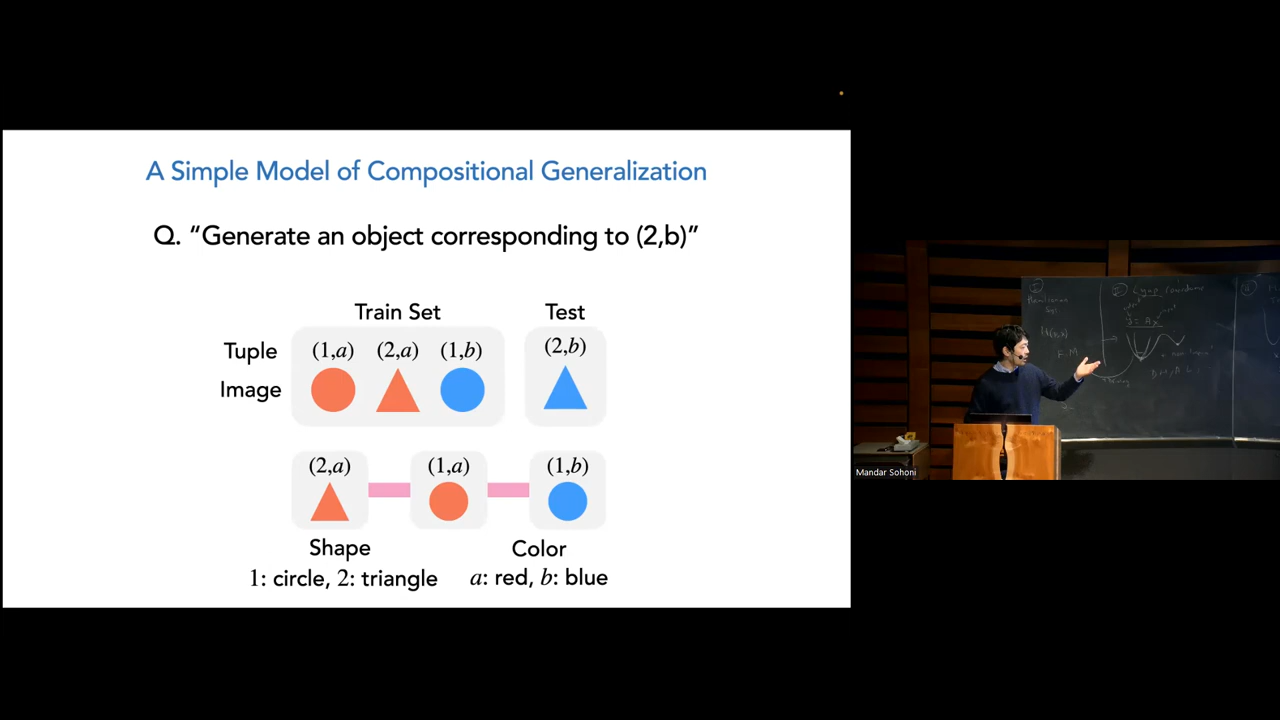 A Simple Model of Compositional Generalization
Q. “Generate an object corresponding to (2,b)”
Train Set Test
Tuple (1,a) (2,a) (1,b) (2,b)
Image
(2,a) (1,a) (1,b)
Shape Color
1: circle, 2: triangle a: red, b: blue
Mandar Sohoni